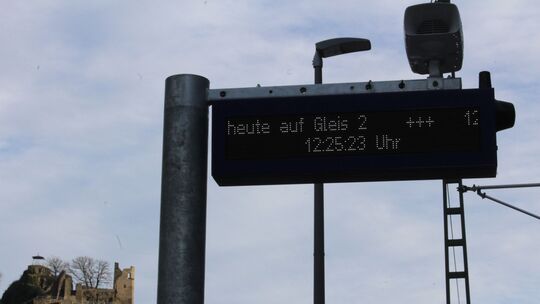 heute auf Gleis 2 +++ 12
12:25:23 Uhr